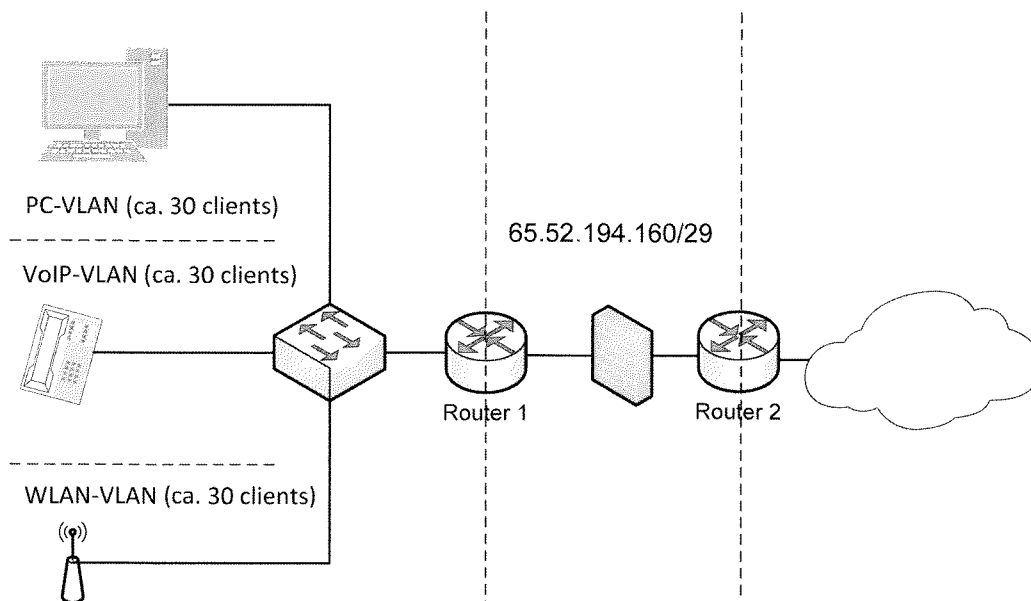 PC-VLAN (ca. 30 clients)
65.52.194.160/29
VoIP-VLAN (ca. 30 clients)
Router 1
Router 2
WLAN-VLAN (ca. 30 clients)